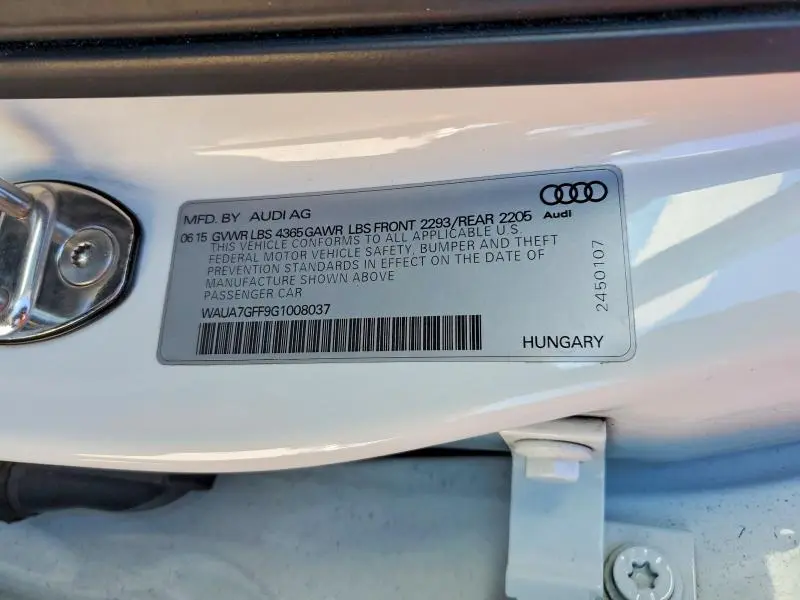 MFD. BY AUDI AG
06 15 GVWR LBS 4365 GAWR LBS FRONT 2293/REAR 2205
Audi
THIS VEHICLE CONFORMS TO ALL APPLICABLE U.S.
FEDERAL MOTOR VEHICLE SAFETY, BUMPER AND THEFT
PREVENTION STANDARDS IN EFFECT ON THE DATE OF
MANUFACTURE SHOWN ABOVE
PASSENGER CAR
WAUA7GFF9G1008037
HUNGARY
2450107